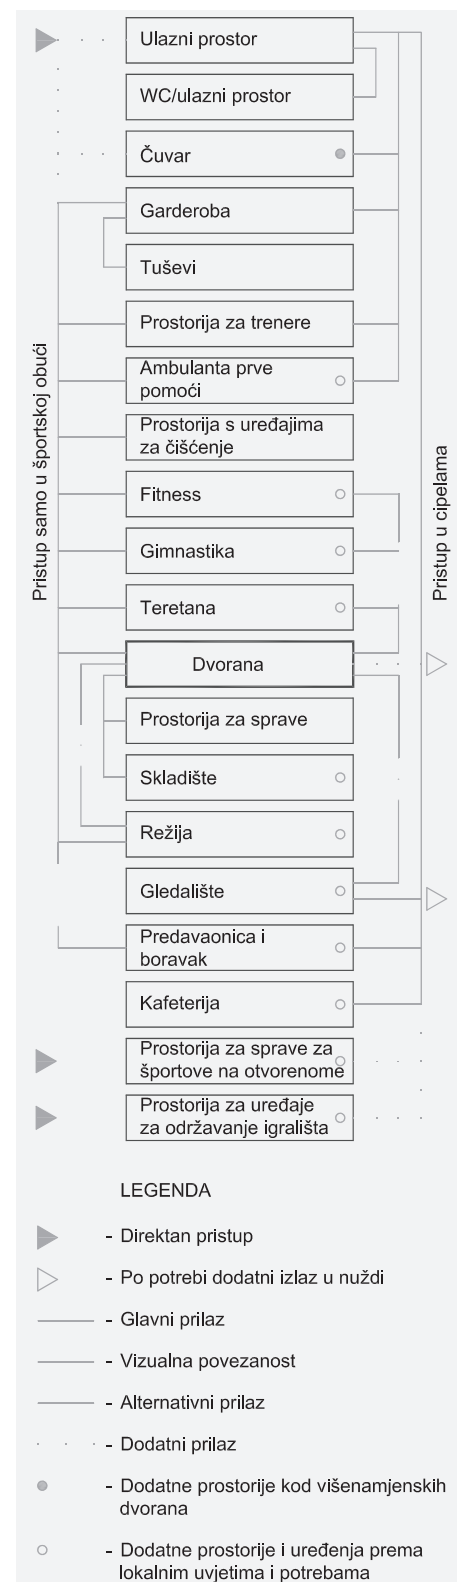 Ulazni prostor
WC/ulazni prostor
Čuvar
Garderoba
Tuševi
Prostorija za trenere
Ambulanta prve
pomoći
Prostorija s uređajima
za čišćenje
Fitness
Gimnastika
Teretana
Dvorana
Prostorija za sprave
Skladište
Režija
Gledalište
Predavaonica i
boravak
Kafeterija
Prostorija za sprave za
športove na otvorenome
Prostorija za uređaje
za održavanje igrališta
Pristup samo u športskoj obući
Pristup u cipelama
LEGENDA
- Direktan pristup
- Po potrebi dodatni izlaz u nuždi
- Glavni prilaz
- Vizualna povezanost
- Alternativni prilaz
- Dodatni prilaz
- Dodatne prostorije kod višenamjenskih
dvorana
- Dodatne prostorije i uređenja prema
lokalnim uvjetima i potrebama